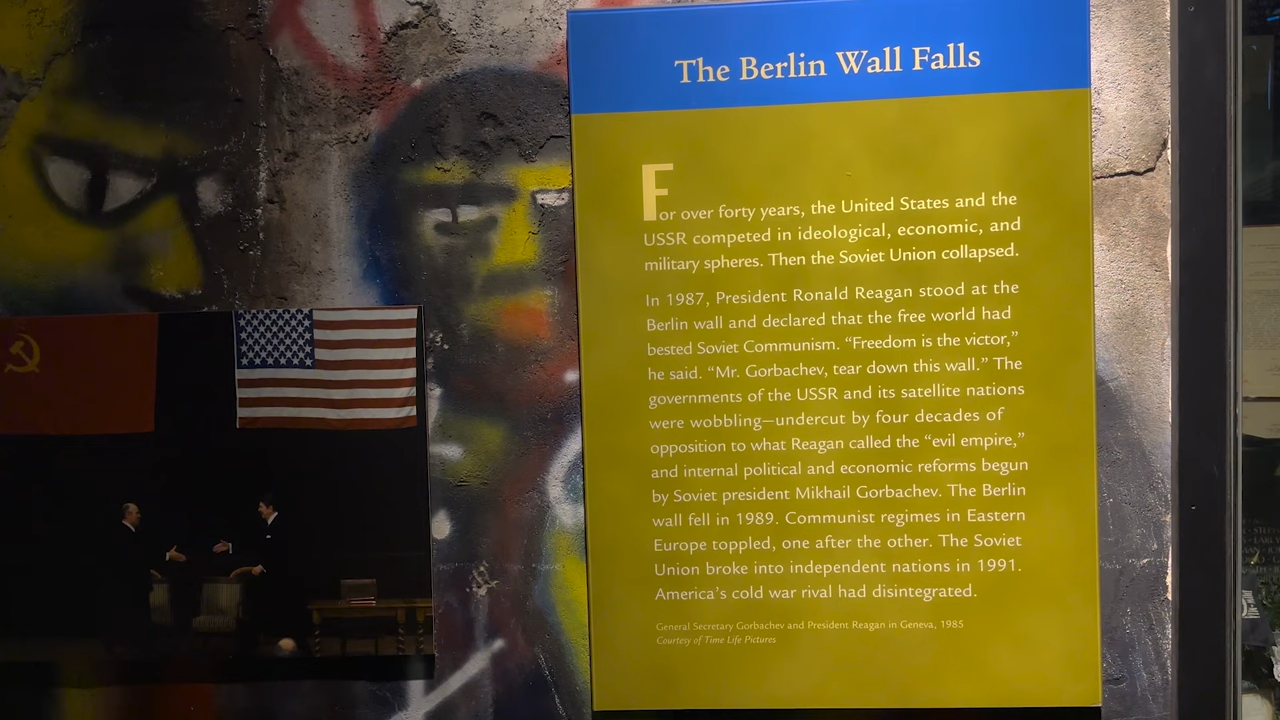 The Berlin Wall Falls
For over forty years, the United States and the
USSR competed in ideological, economic, and
military spheres. Then the Soviet Union collapsed.
In 1987, President Ronald Reagan stood at the
Berlin wall and declared that the free world had
bested Soviet Communism. “Freedom is the victor,”
he said. “Mr. Gorbachev, tear down this wall.” The
governments of the USSR and its satellite nations
were wobbling—undercut by four decades of
opposition to what Reagan called the “evil empire,”
and internal political and economic reforms begun
by Soviet president Mikhail Gorbachev. The Berlin
wall fell in 1989. Communist regimes in Eastern
Europe toppled, one after the other. The Soviet
Union broke into independent nations in 1991.
America’s cold war rival had disintegrated.
General Secretary Gorbachev and President Reagan in Geneva, 1985
Courtesy of Time Life Pictures